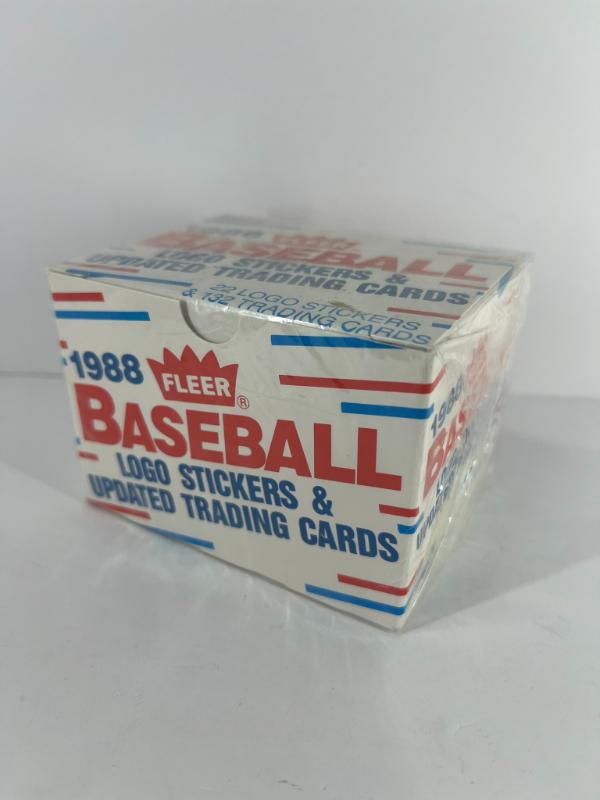 1988 FLEER
BASEBALL
LOGO STICKERS &
UPDATED TRADING CARDS
22 LOGO STICKERS
& 132 TRADING CARDS
1988 FLEER ®
BASEBALL
LOGO STICKERS &
UPDATED TRADING CARDS